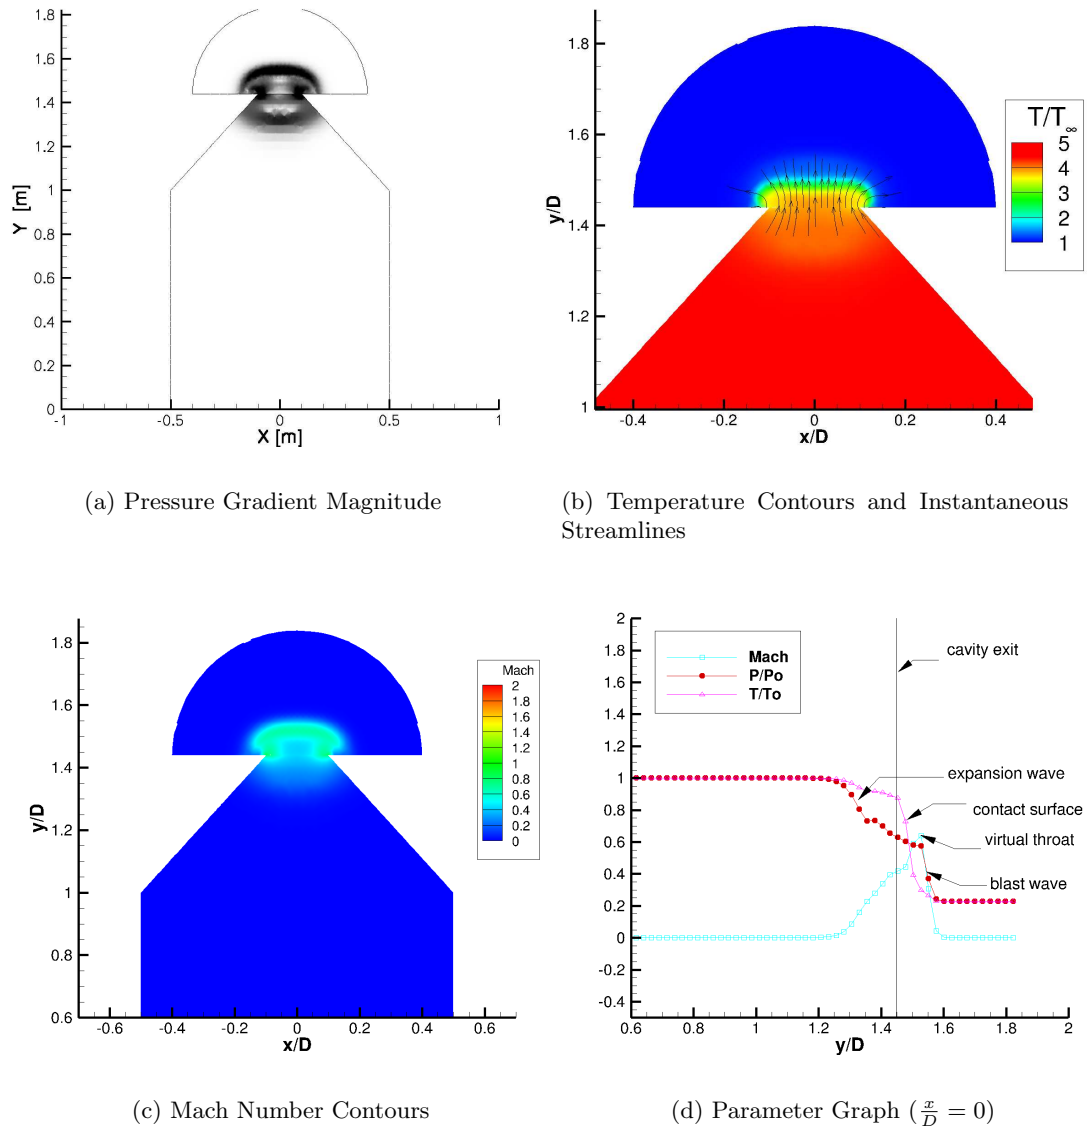 1.8
1.6
1.4
1.2
1
0.8
0.6
0.4
0.2
0
Y [m]
-1 -0.5 0 0.5 1
X [m]
(a) Pressure Gradient Magnitude
1.8
1.6
1.4
1.2
1
y/D
-0.4 -0.2 0 0.2 0.4
x/D
T/T∞
5
4
3
2
1
(b) Temperature Contours and Instantaneous
Streamlines
1.8
1.6
1.4
1.2
1
0.8
0.6
y/D
-0.6 -0.4 -0.2 0 0.2 0.4 0.6
x/D
Mach
2
1.8
1.6
1.4
1.2
1
0.8
0.6
0.4
0.2
0
(c) Mach Number Contours
2
1.8
1.6
1.4
1.2
1
0.8
0.6
0.4
0.2
0
-0.2
-0.4
Mach
P/Po
T/To
cavity exit
expansion wave
contact surface
virtual throat
blast wave
0.6 0.8 1 1.2 1.4 1.6 1.8 2
y/D
(d) Parameter Graph (x/D = 0)